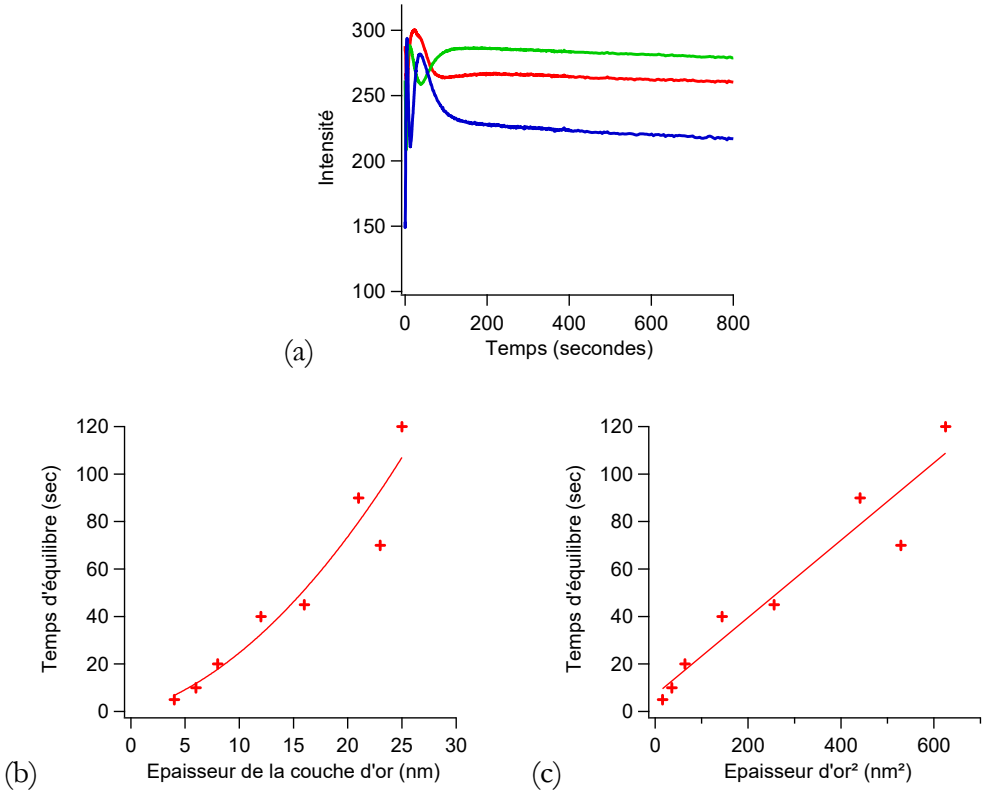 300
250
200
150
100
Intensité
0 200 400 600 800
Temps (secondes)
(a)
120
100
80
60
40
20
0
Temps d'équilibre (sec)
0 5 10 15 20 25 30
Epaisseur de la couche d'or (nm)
(b)
120
100
80
60
40
20
0
Temps d'équilibre (sec)
0 200 400 600
Epaisseur d'or² (nm²)
(c)